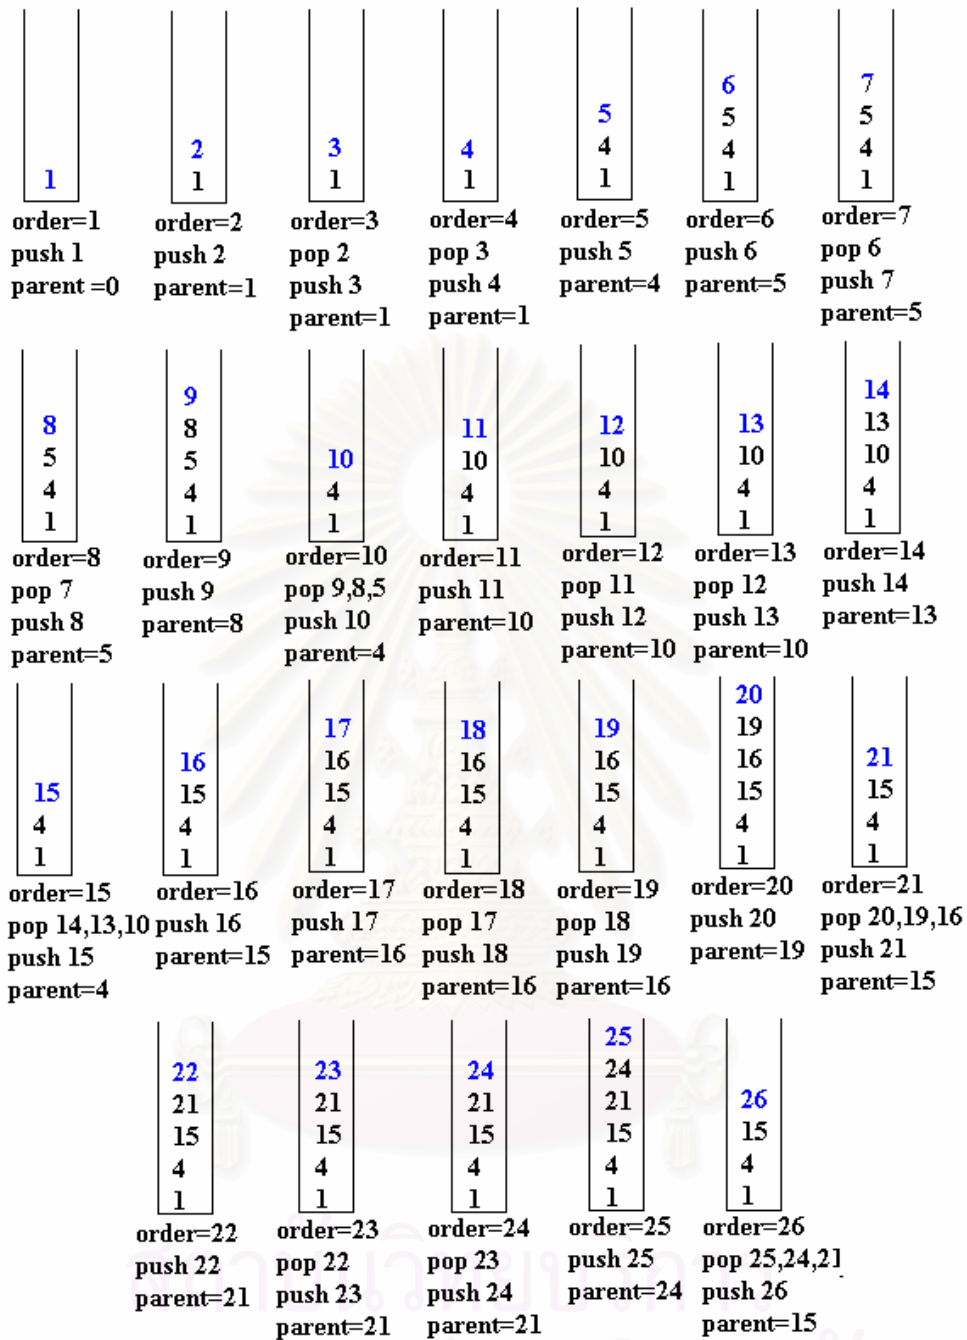 1
order=1
push 1
parent =0
2
1
order=2
push 2
parent=1
3
1
order=3
pop 2
push 3
parent=1
4
1
order=4
pop 3
push 4
parent=1
5
4
1
order=5
push 5
parent=4
6
5
4
1
order=6
push 6
parent=5
7
5
4
1
order=7
pop 6
push 7
parent=5
8
5
4
1
order=8
pop 7
push 8
parent=5
9
8
5
4
1
order=9
push 9
parent=8
10
4
1
order=10
pop 9,8,5
push 10
parent=4
11
10
4
1
order=11
push 11
parent=10
12
10
4
1
order=12
pop 11
push 12
parent=10
13
10
4
1
order=13
pop 12
push 13
parent=10
14
13
10
4
1
order=14
push 14
parent=13
15
4
1
order=15
pop 14,13,10
push 15
parent=4
16
15
4
1
order=16
push 16
parent=15
17
16
15
4
1
order=17
push 17
parent=16
18
16
15
4
1
order=18
pop 17
push 18
parent=16
19
16
15
4
1
order=19
pop 18
push 19
parent=16
20
19
16
15
4
1
order=20
push 20
parent=19
21
15
4
1
order=21
pop 20,19,16
push 21
parent=15
22
21
15
4
1
order=22
push 22
parent=21
23
21
15
4
1
order=23
pop 22
push 23
parent=21
24
21
15
4
1
order=24
pop 23
push 24
parent=21
25
24
21
15
4
1
order=25
push 25
parent=24
26
15
4
1
order=26
pop 25,24,21
push 26
parent=15
สถาบันวิทยบริการ